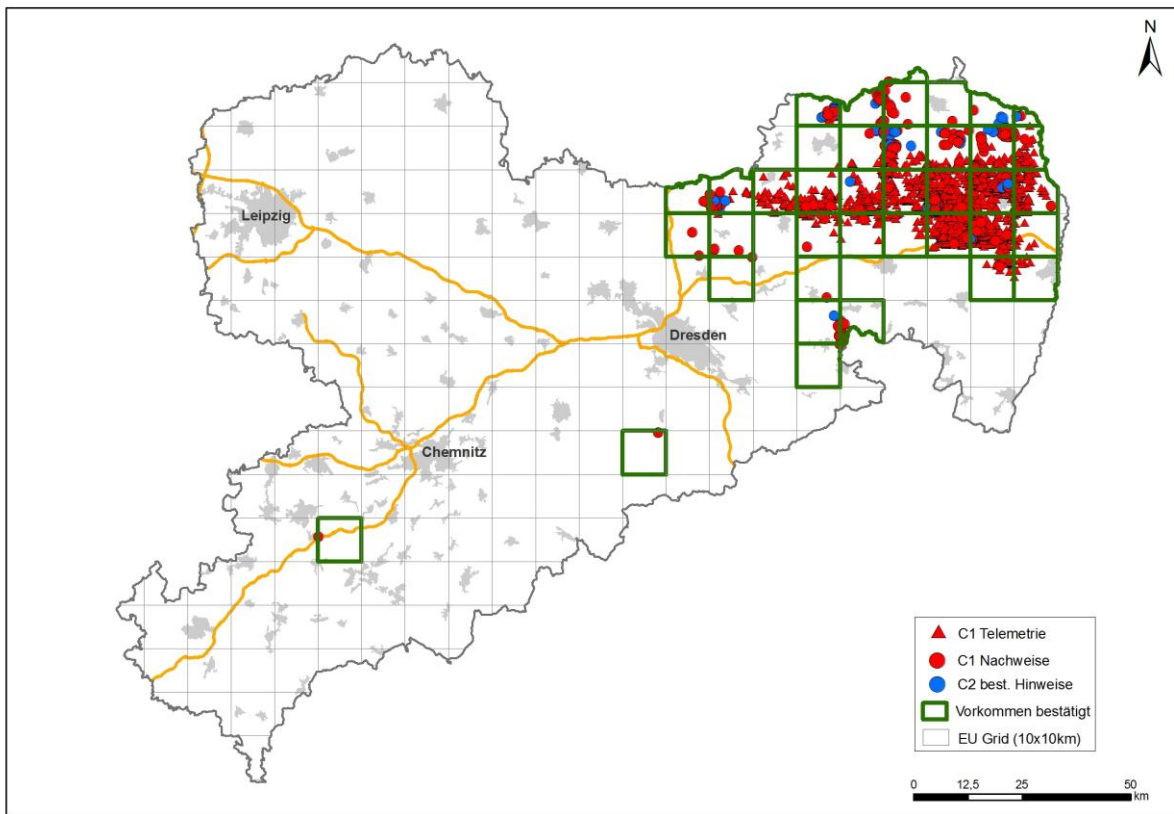 N
Leipzig
Dresden
Chemnitz
C1 Telemetrie
C1 Nachweise
C2 best. Hinweise
Vorkommen bestätigt
EU Grid (10x10km)
0 12,5 25 50
km